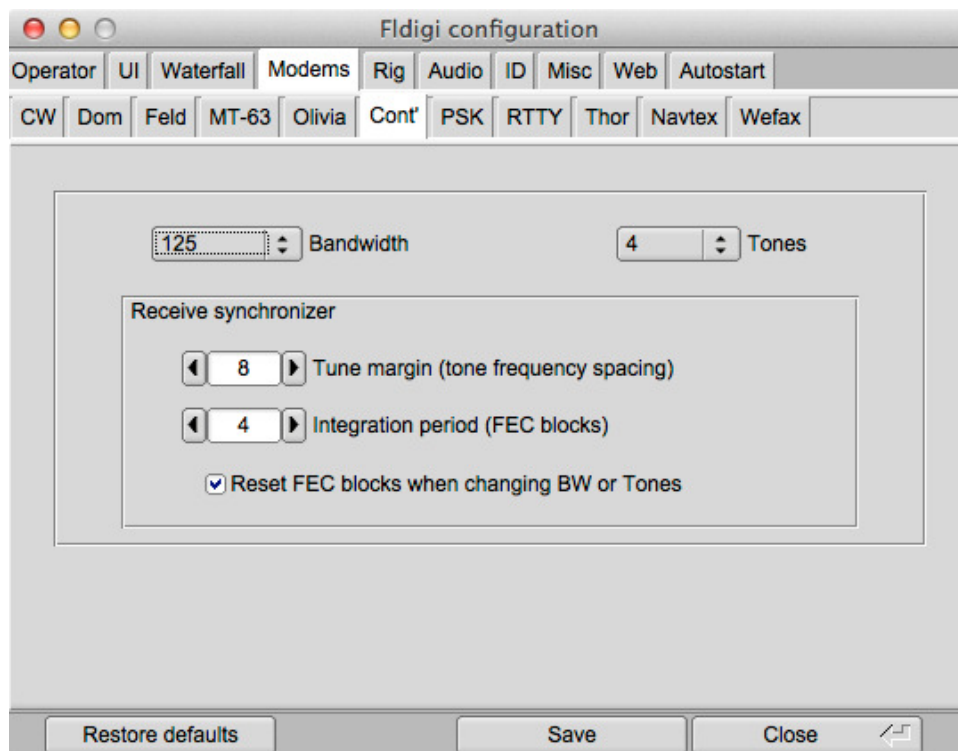 Fldigi configuration
Operator UI Waterfall Modems Rig Audio ID Misc Web Autostart
CW Dom Feld MT-63 Olivia Cont' PSK RTTY Thor Navtex Wefax
125 Bandwidth 4 Tones
Receive synchronizer
8 Tune margin (tone frequency spacing)
4 Integration period (FEC blocks)
Reset FEC blocks when changing BW or Tones
Restore defaults Save Close